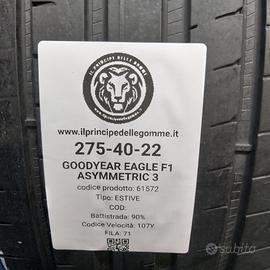 IL PRINCIPE DELLE GOMME
www.ilprincipedellegomme.it
275-40-22
GOODYEAR EAGLE F1
ASYMMETRIC 3
codice prodotto: 61572
Tipo: ESTIVE
COD:
Battistrada: 90%
Codice Velocità: 107Y
FILA: 71
subito